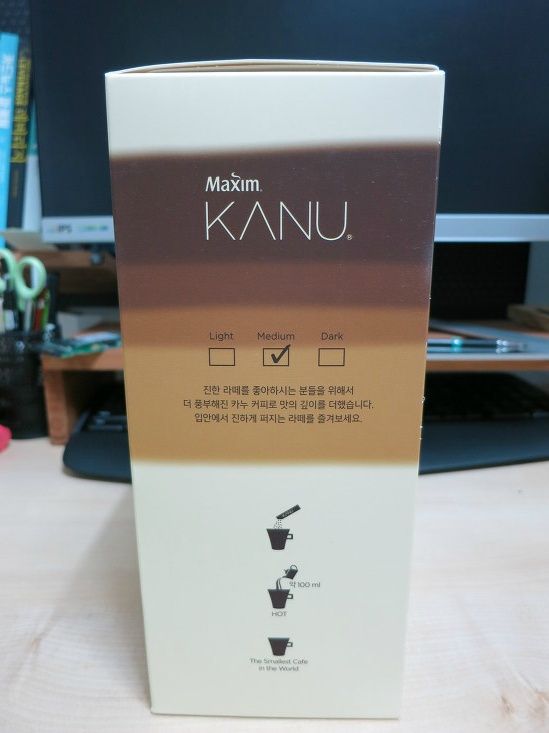 Maxim
KANU®
Light Medium Dark
진한 라떼를 좋아하시는 분들을 위해서
더 풍부해진 카누 커피로 맛의 깊이를 더했습니다.
입안에서 진하게 퍼지는 라떼를 즐겨보세요.
KANU
약 100 ml
HOT
The Smallest Cafe
in the World
IPS